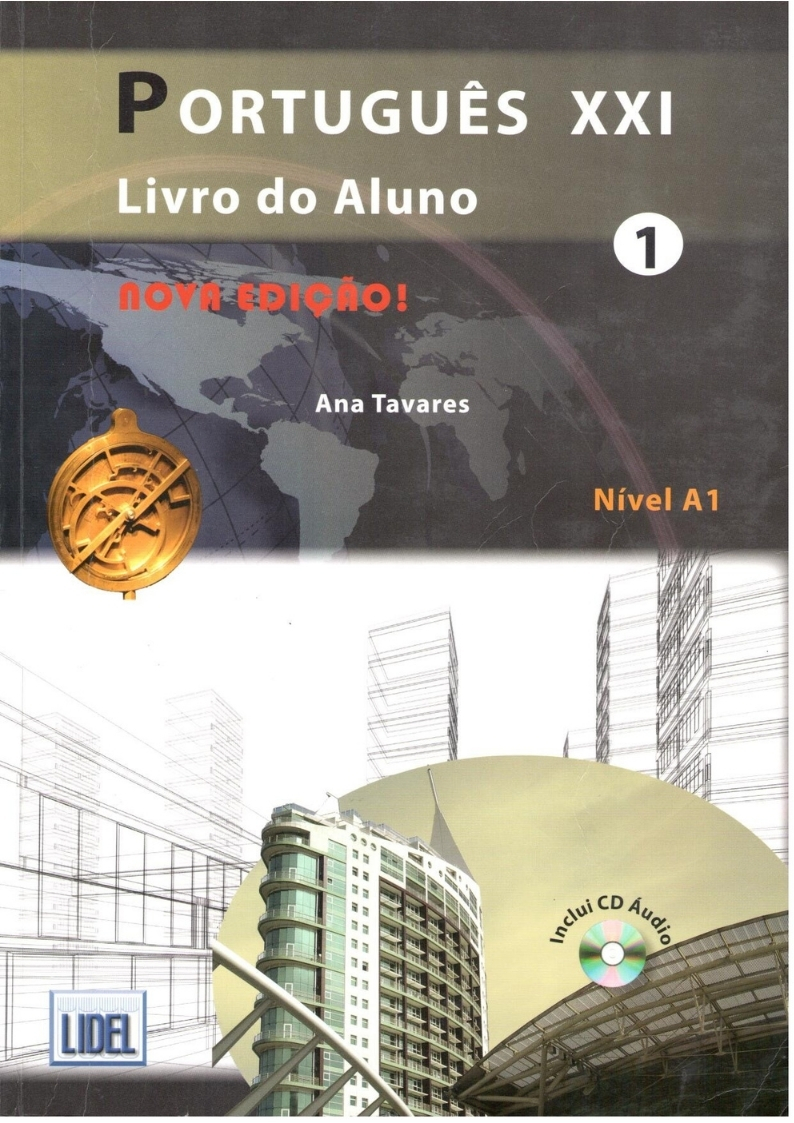 PORTUGUÊS XXI
Livro do Aluno
1
NOVA EDIÇÃO!
Ana Tavares
Nível A1
Inclui CD Áudio
LIDEL